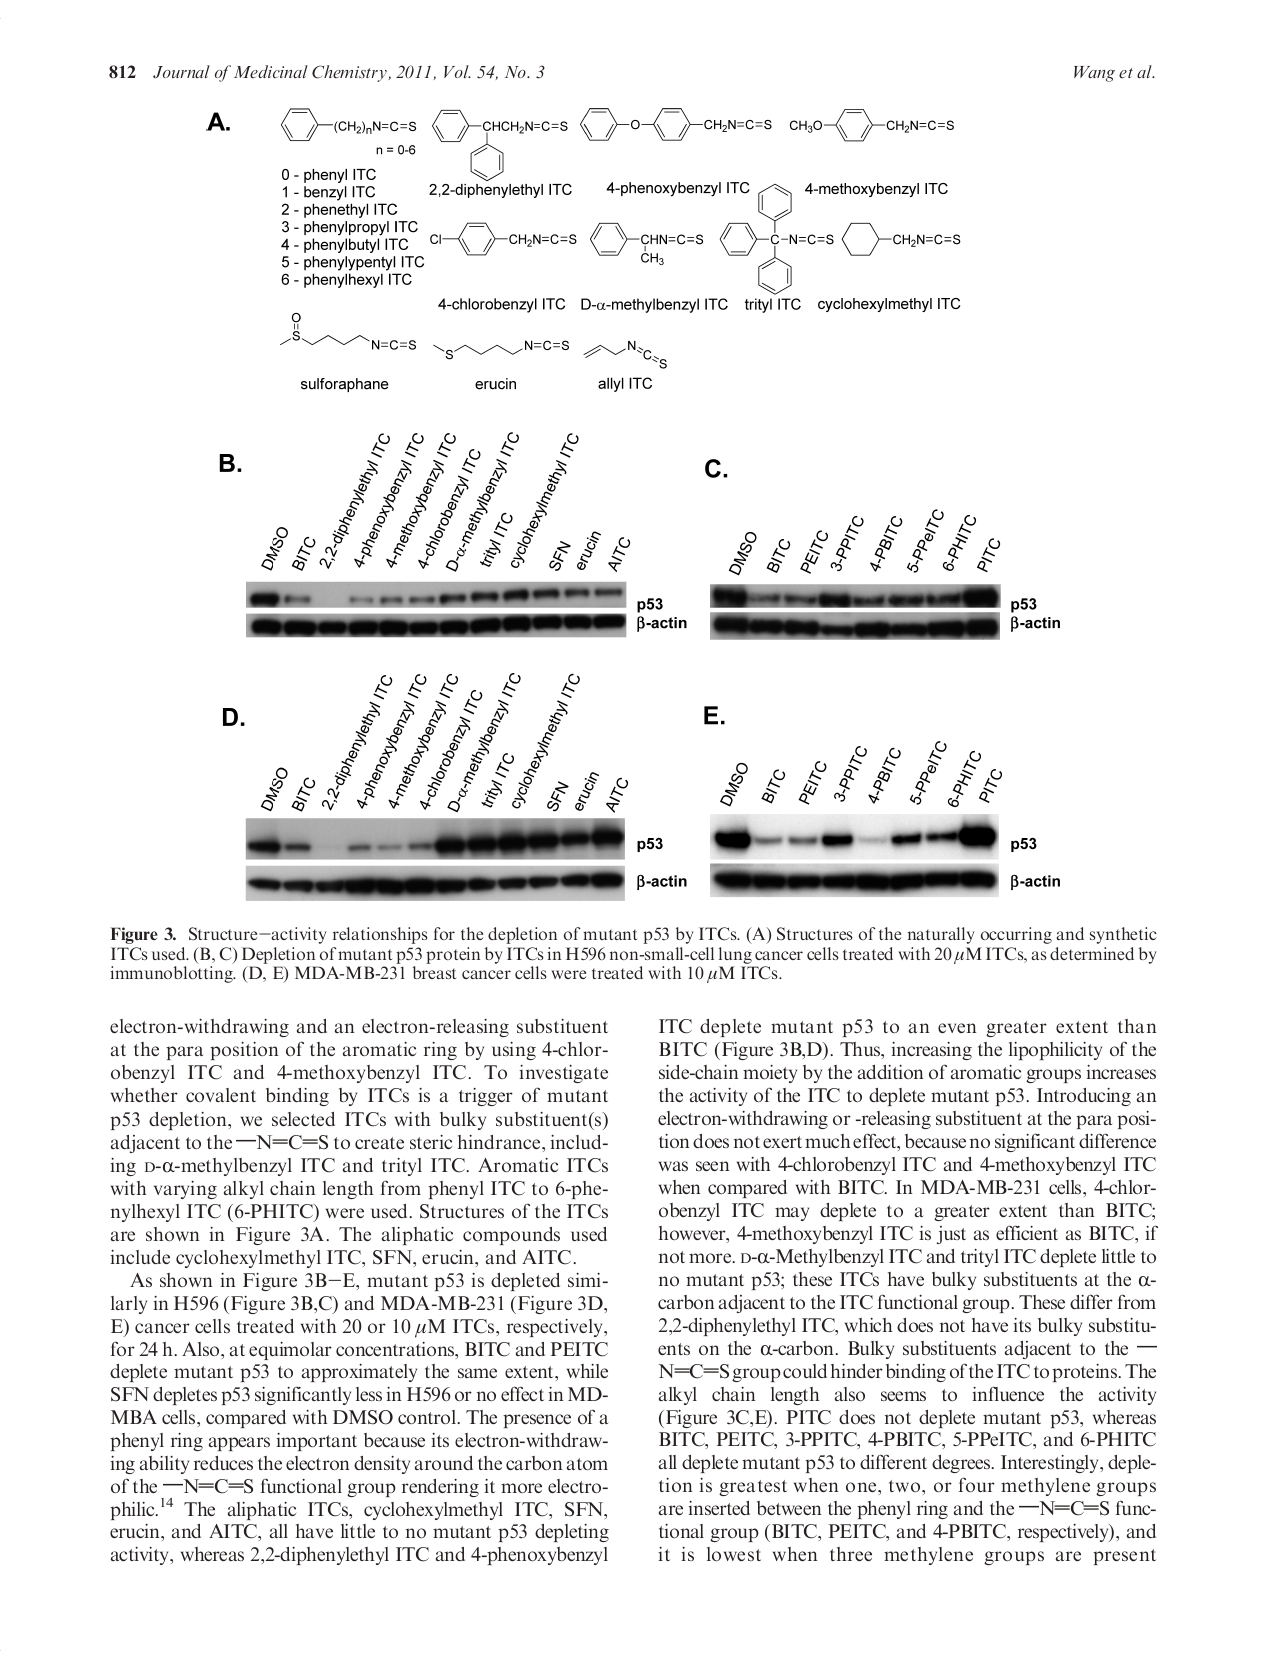 812 Journal of Medicinal Chemistry, 2011, Vol. 54, No. 3 Wang et al.
A.
(CH2)nN=C=S
n = 0-6
0 - phenyl ITC
1 - benzyl ITC
2 - phenethyl ITC
3 - phenylpropyl ITC
4 - phenylbutyl ITC
5 - phenylypentyl ITC
6 - phenylhexyl ITC
CHCH2N=C=S
2,2-diphenylethyl ITC
O
CH2N=C=S
4-phenoxybenzyl ITC
CH3O
CH2N=C=S
4-methoxybenzyl ITC
Cl
CH2N=C=S
4-chlorobenzyl ITC
CHN=C=S
CH3
D-α-methylbenzyl ITC
C-N=C=S
trityl ITC
CH2N=C=S
cyclohexylmethyl ITC
O
S
N=C=S
sulforaphane
S
N=C=S
erucin
N=C=S
allyl ITC
B.
DMSO
BITC
2,2-diphenylethyl ITC
4-phenoxybenzyl ITC
4-methoxybenzyl ITC
4-chlorobenzyl ITC
D-α-methylbenzyl ITC
trityl ITC
cyclohexylmethyl ITC
SFN
erucin
AITC
p53
β-actin
C.
DMSO
BITC
PEITC
3-PPITC
4-PBITC
5-PPeITC
6-PHITC
PITC
p53
β-actin
D.
DMSO
BITC
2,2-diphenylethyl ITC
4-phenoxybenzyl ITC
4-methoxybenzyl ITC
4-chlorobenzyl ITC
D-α-methylbenzyl ITC
trityl ITC
cyclohexylmethyl ITC
SFN
erucin
AITC
p53
β-actin
E.
DMSO
BITC
PEITC
3-PPITC
4-PBITC
5-PPeITC
6-PHITC
PITC
p53
β-actin
Figure 3. Structure−activity relationships for the depletion of mutant p53 by ITCs. (A) Structures of the naturally occurring and synthetic
ITCs used. (B, C) Depletion of mutant p53 protein by ITCs in H596 non-small-cell lung cancer cells treated with 20 μM ITCs, as determined by
immunoblotting. (D, E) MDA-MB-231 breast cancer cells were treated with 10 μM ITCs.
electron-withdrawing and an electron-releasing substituent
at the para position of the aromatic ring by using 4-chlor-
obenzyl ITC and 4-methoxybenzyl ITC. To investigate
whether covalent binding by ITCs is a trigger of mutant
p53 depletion, we selected ITCs with bulky substituent(s)
adjacent to the —N=C=S to create steric hindrance, includ-
ing D-α-methylbenzyl ITC and trityl ITC. Aromatic ITCs
with varying alkyl chain length from phenyl ITC to 6-phe-
nylhexyl ITC (6-PHITC) were used. Structures of the ITCs
are shown in Figure 3A. The aliphatic compounds used
include cyclohexylmethyl ITC, SFN, erucin, and AITC.
As shown in Figure 3B−E, mutant p53 is depleted simi-
larly in H596 (Figure 3B,C) and MDA-MB-231 (Figure 3D,
E) cancer cells treated with 20 or 10 μM ITCs, respectively,
for 24 h. Also, at equimolar concentrations, BITC and PEITC
deplete mutant p53 to approximately the same extent, while
SFN depletes p53 significantly less in H596 or no effect in MD-
MBA cells, compared with DMSO control. The presence of a
phenyl ring appears important because its electron-withdraw-
ing ability reduces the electron density around the carbon atom
of the —N=C=S functional group rendering it more electro-
philic.14 The aliphatic ITCs, cyclohexylmethyl ITC, SFN,
erucin, and AITC, all have little to no mutant p53 depleting
activity, whereas 2,2-diphenylethyl ITC and 4-phenoxybenzyl
ITC deplete mutant p53 to an even greater extent than
BITC (Figure 3B,D). Thus, increasing the lipophilicity of the
side-chain moiety by the addition of aromatic groups increases
the activity of the ITC to deplete mutant p53. Introducing an
electron-withdrawing or -releasing substituent at the para posi-
tion does not exert much effect, because no significant difference
was seen with 4-chlorobenzyl ITC and 4-methoxybenzyl ITC
when compared with BITC. In MDA-MB-231 cells, 4-chlor-
obenzyl ITC may deplete to a greater extent than BITC;
however, 4-methoxybenzyl ITC is just as efficient as BITC, if
not more. D-α-Methylbenzyl ITC and trityl ITC deplete little to
no mutant p53; these ITCs have bulky substituents at the α-
carbon adjacent to the ITC functional group. These differ from
2,2-diphenylethyl ITC, which does not have its bulky substitu-
ents on the α-carbon. Bulky substituents adjacent to the —
N=C=S group could hinder binding of the ITC to proteins. The
alkyl chain length also seems to influence the activity
(Figure 3C,E). PITC does not deplete mutant p53, whereas
BITC, PEITC, 3-PPITC, 4-PBITC, 5-PPeITC, and 6-PHITC
all deplete mutant p53 to different degrees. Interestingly, deple-
tion is greatest when one, two, or four methylene groups
are inserted between the phenyl ring and the —N=C=S func-
tional group (BITC, PEITC, and 4-PBITC, respectively), and
it is lowest when three methylene groups are present